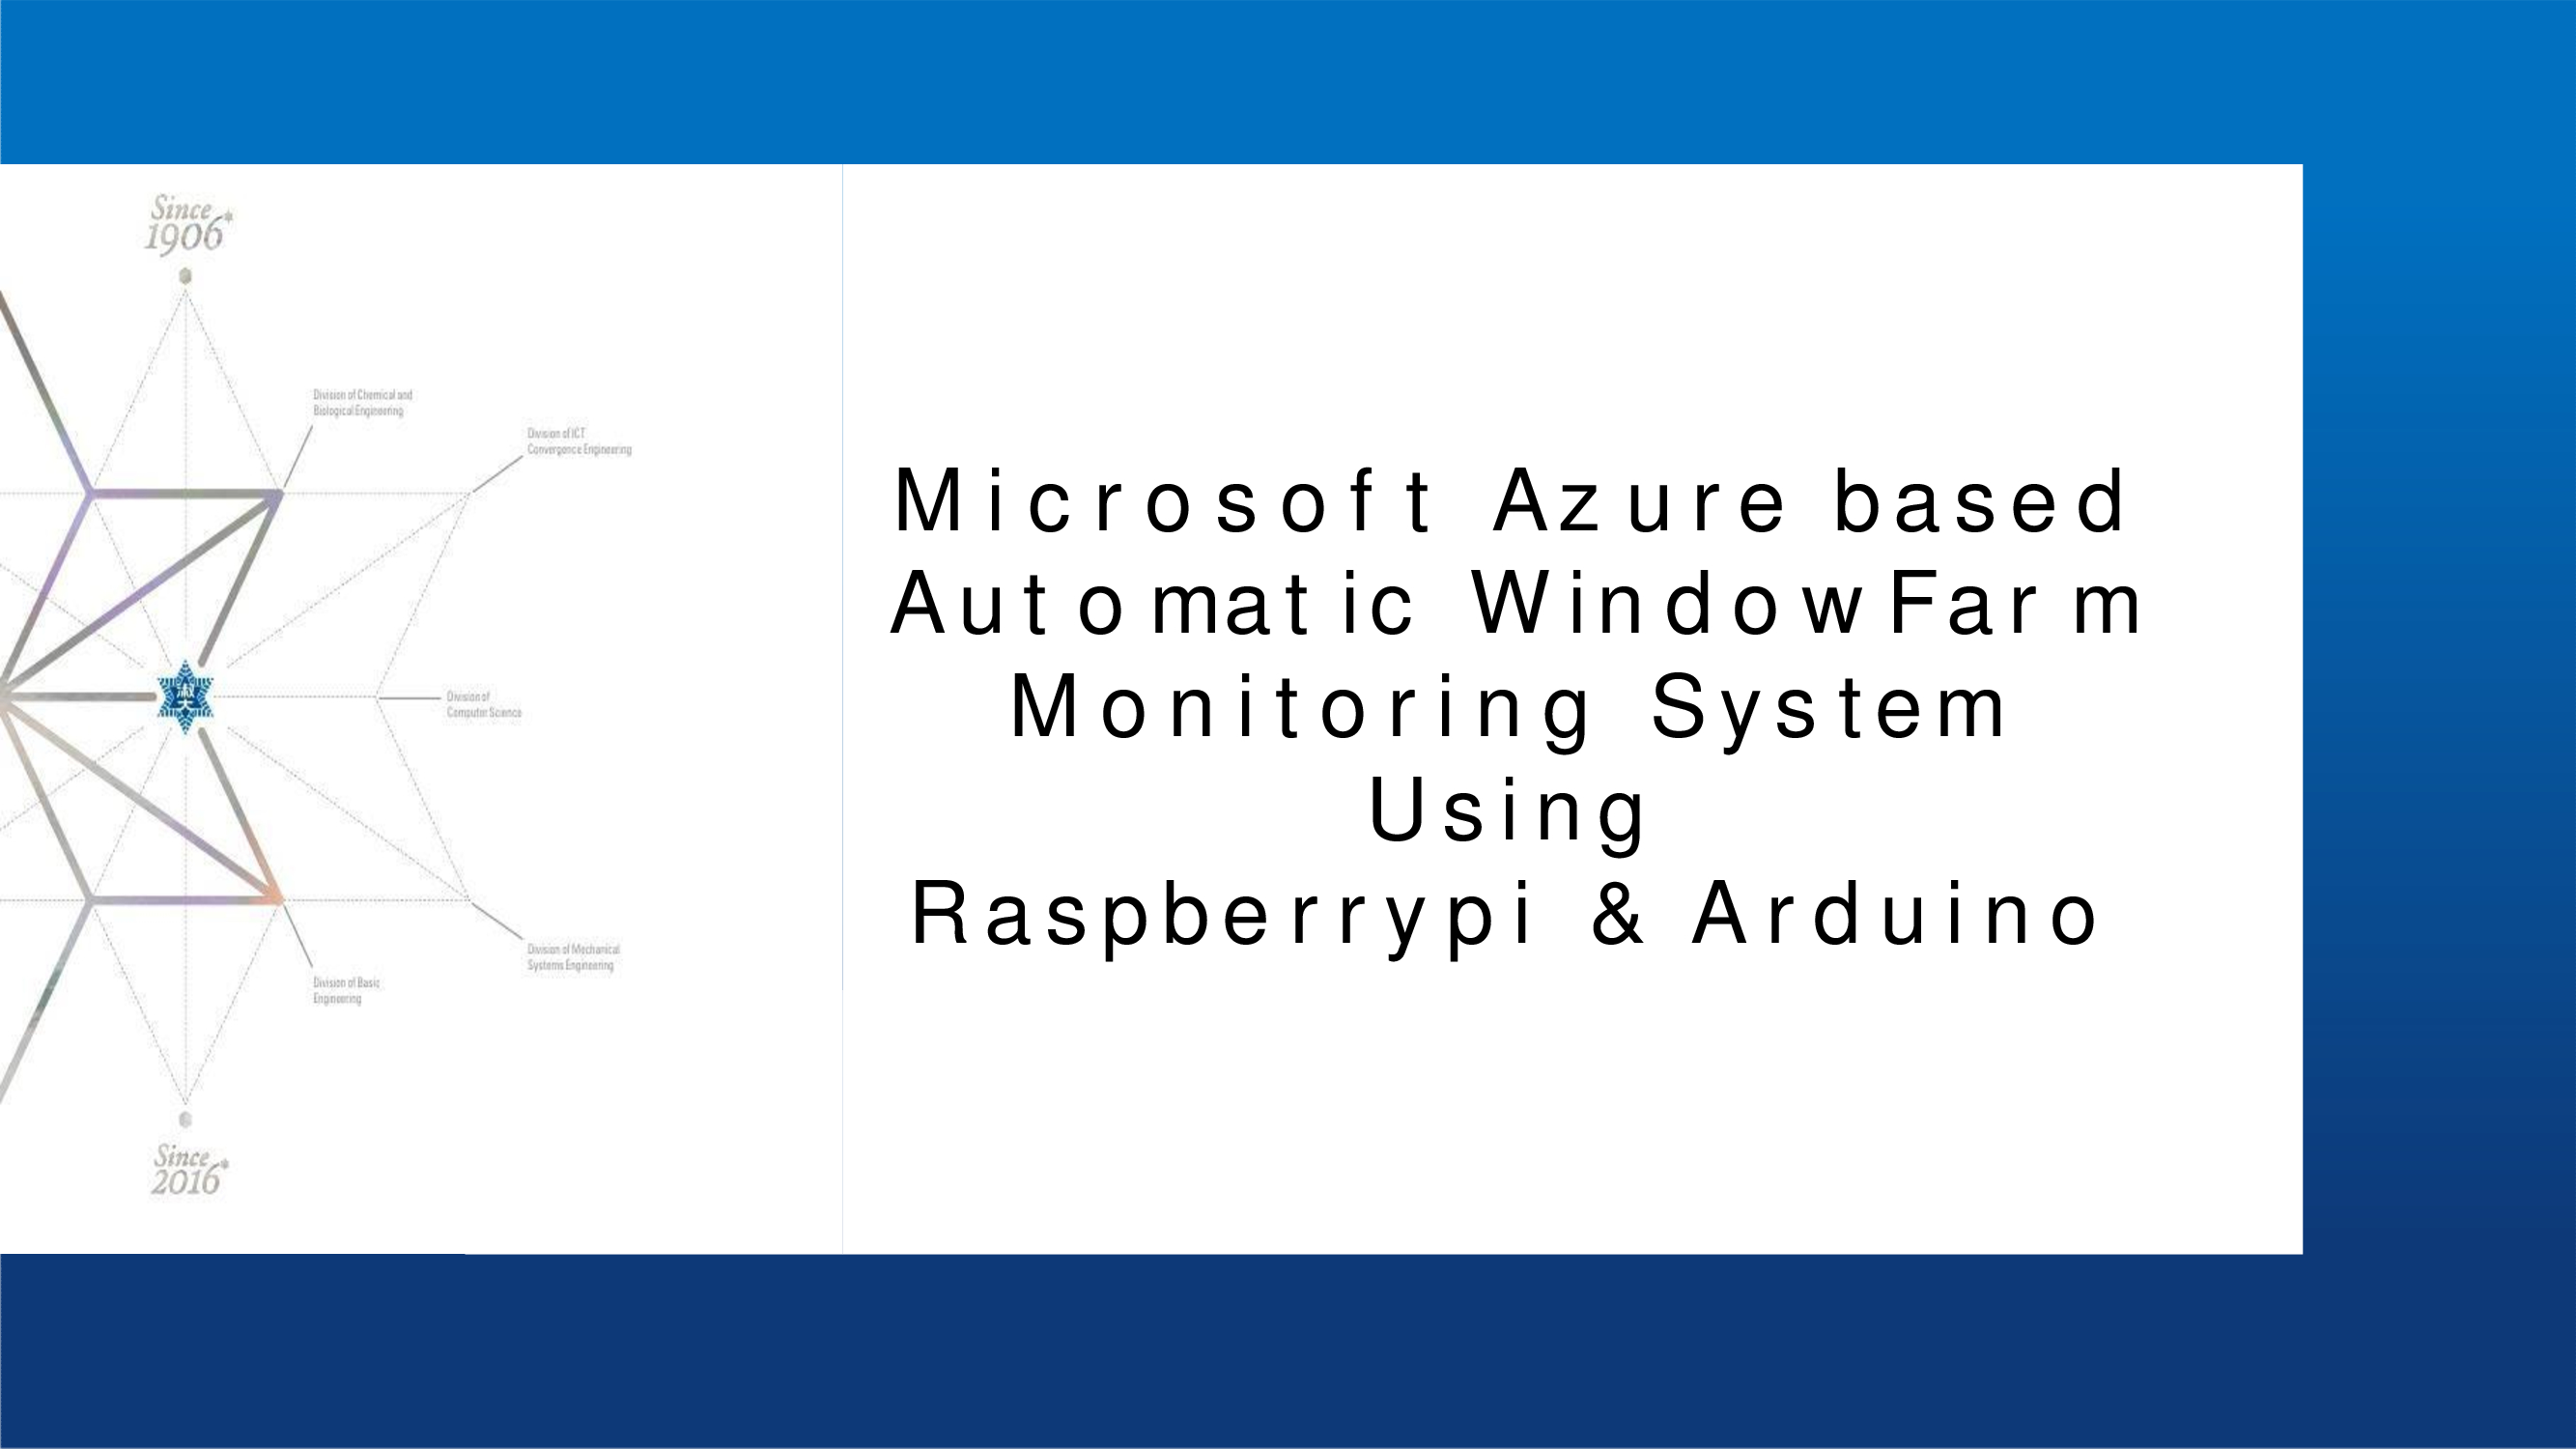 Since
1906*
Division of Chemical and
Biological Engineering
Division of ICT
Convergence Engineering
Division of
Computer Science
Division of Mechanical
Systems Engineering
Division of Basic
Engineering
Since
2016*
Microsoft Azure based
Automatic WindowFarm
Monitoring System
Using
Raspberrypi & Arduino